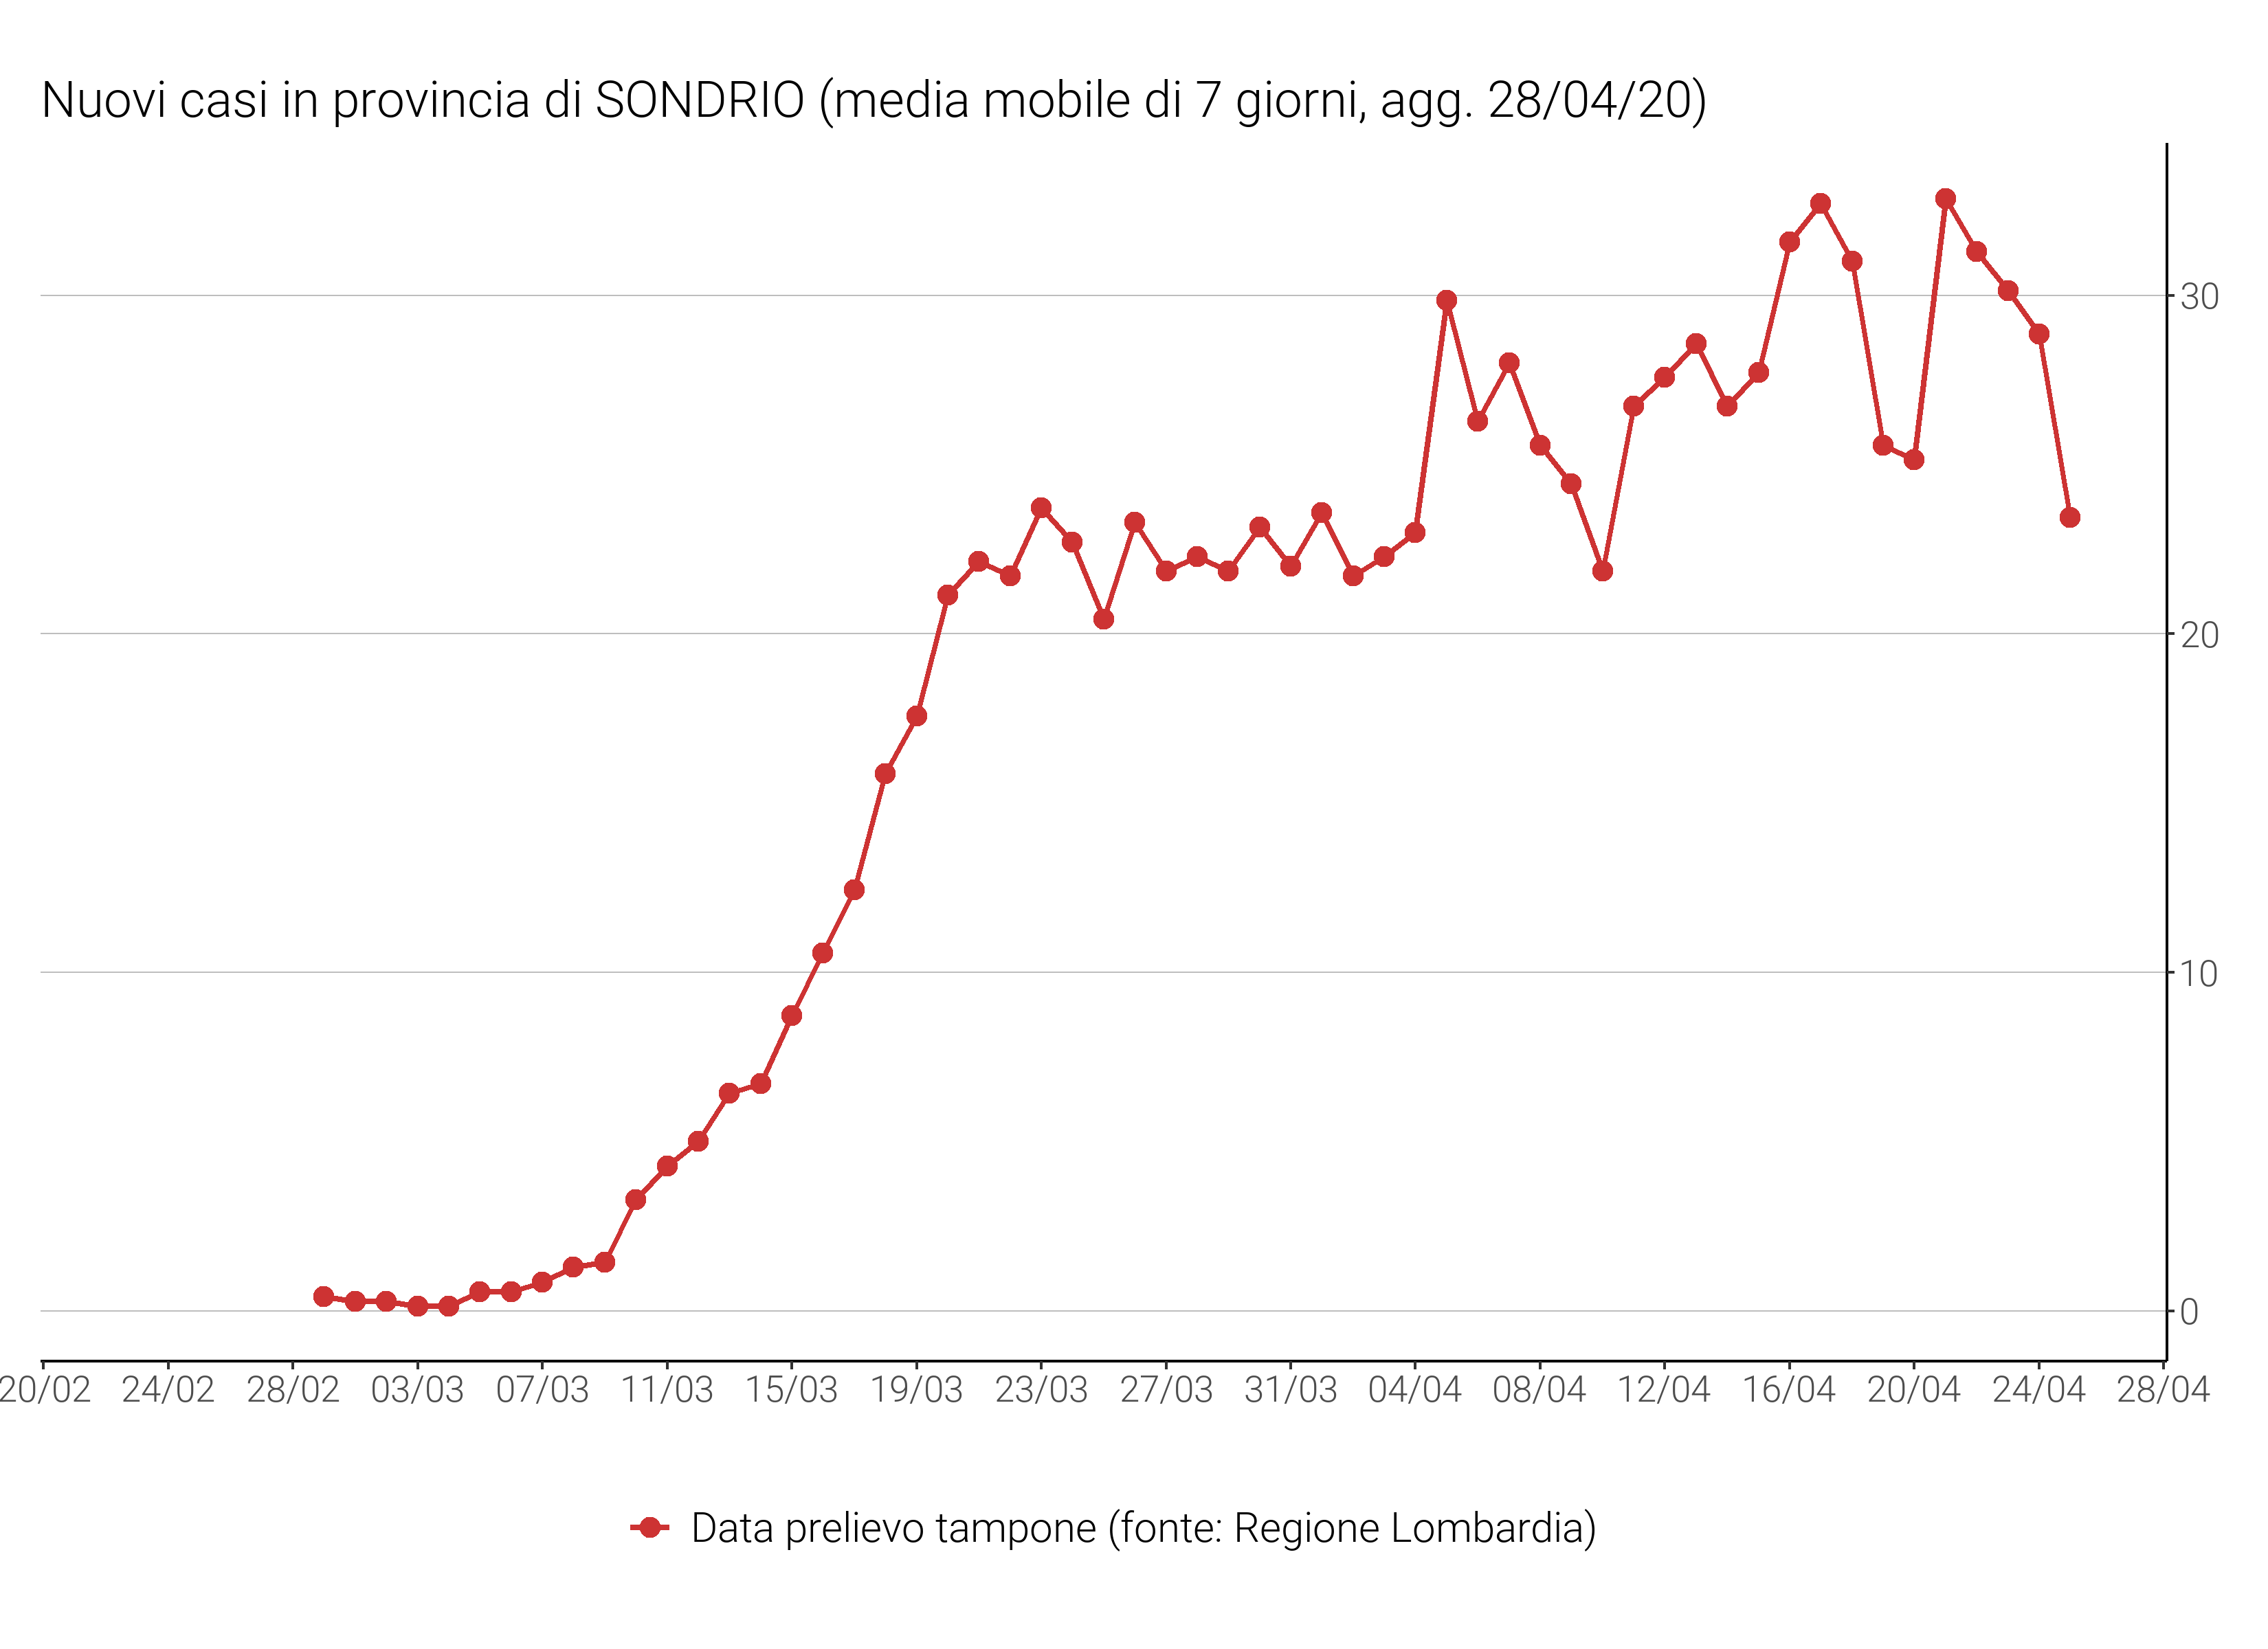 Nuovi casi in provincia di SONDRIO (media mobile di 7 giorni, agg. 28/04/20)
30
20
10
0
20/02 24/02 28/02 03/03 07/03 11/03 15/03 19/03 23/03 27/03 31/03 04/04 08/04 12/04 16/04 20/04 24/04 28/04
Data prelievo tampone (fonte: Regione Lombardia)